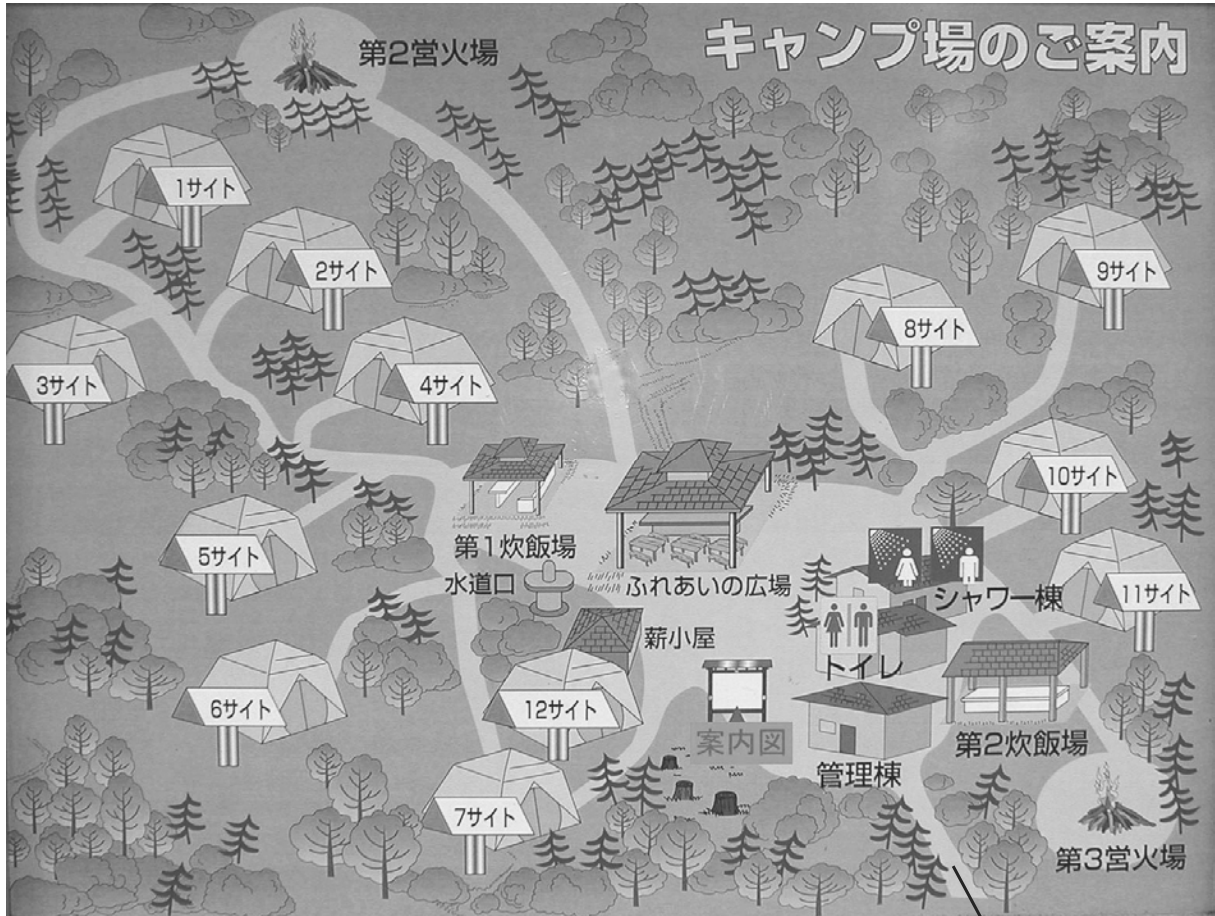 キャンプ場のご案内
第2営火場
1サイト
2サイト
9サイト
8サイト
3サイト
4サイト
10サイト
5サイト
第1炊飯場
水道口
ふれあいの広場
シャワー棟
11サイト
薪小屋
トイレ
6サイト
12サイト
案内図
第2炊飯場
管理棟
7サイト
第3営火場